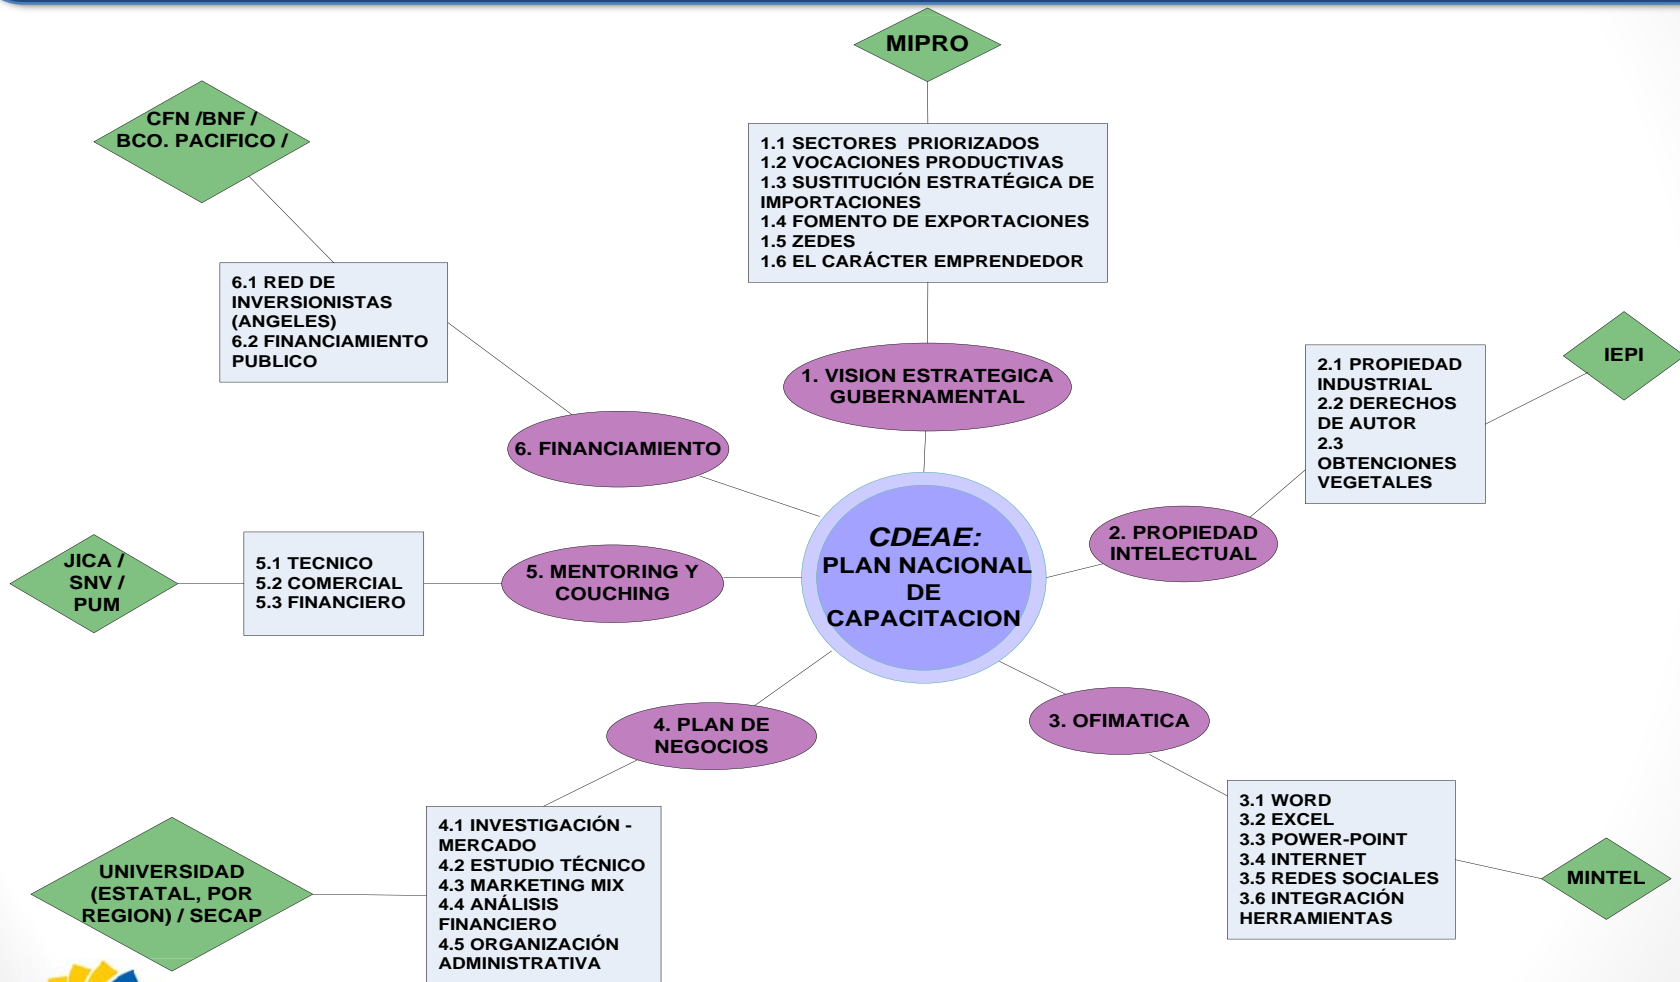 MIPRO
1.1 SECTORES PRIORIZADOS
1.2 VOCACIONES PRODUCTIVAS
1.3 SUSTITUCIÓN ESTRATÉGICA DE
IMPORTACIONES
1.4 FOMENTO DE EXPORTACIONES
1.5 ZEDES
1.6 EL CARÁCTER EMPRENDEDOR
1. VISION ESTRATEGICA
GUBERNAMENTAL
CFN /BNF /
BCO. PACIFICO /
6.1 RED DE
INVERSIONISTAS
(ANGELES)
6.2 FINANCIAMIENTO
PUBLICO
6. FINANCIAMIENTO
IEPI
2.1 PROPIEDAD
INDUSTRIAL
2.2 DERECHOS
DE AUTOR
2.3
OBTENCIONES
VEGETALES
2. PROPIEDAD
INTELECTUAL
CDEAE:
PLAN NACIONAL
DE
CAPACITACION
JICA /
SNV /
PUM
5.1 TECNICO
5.2 COMERCIAL
5.3 FINANCIERO
5. MENTORING Y
COUCHING
4. PLAN DE
NEGOCIOS
3. OFIMATICA
UNIVERSIDAD
(ESTATAL, POR
REGION) / SECAP
4.1 INVESTIGACIÓN -
MERCADO
4.2 ESTUDIO TÉCNICO
4.3 MARKETING MIX
4.4 ANÁLISIS
FINANCIERO
4.5 ORGANIZACIÓN
ADMINISTRATIVA
3.1 WORD
3.2 EXCEL
3.3 POWER-POINT
3.4 INTERNET
3.5 REDES SOCIALES
3.6 INTEGRACIÓN
HERRAMIENTAS
MINTEL